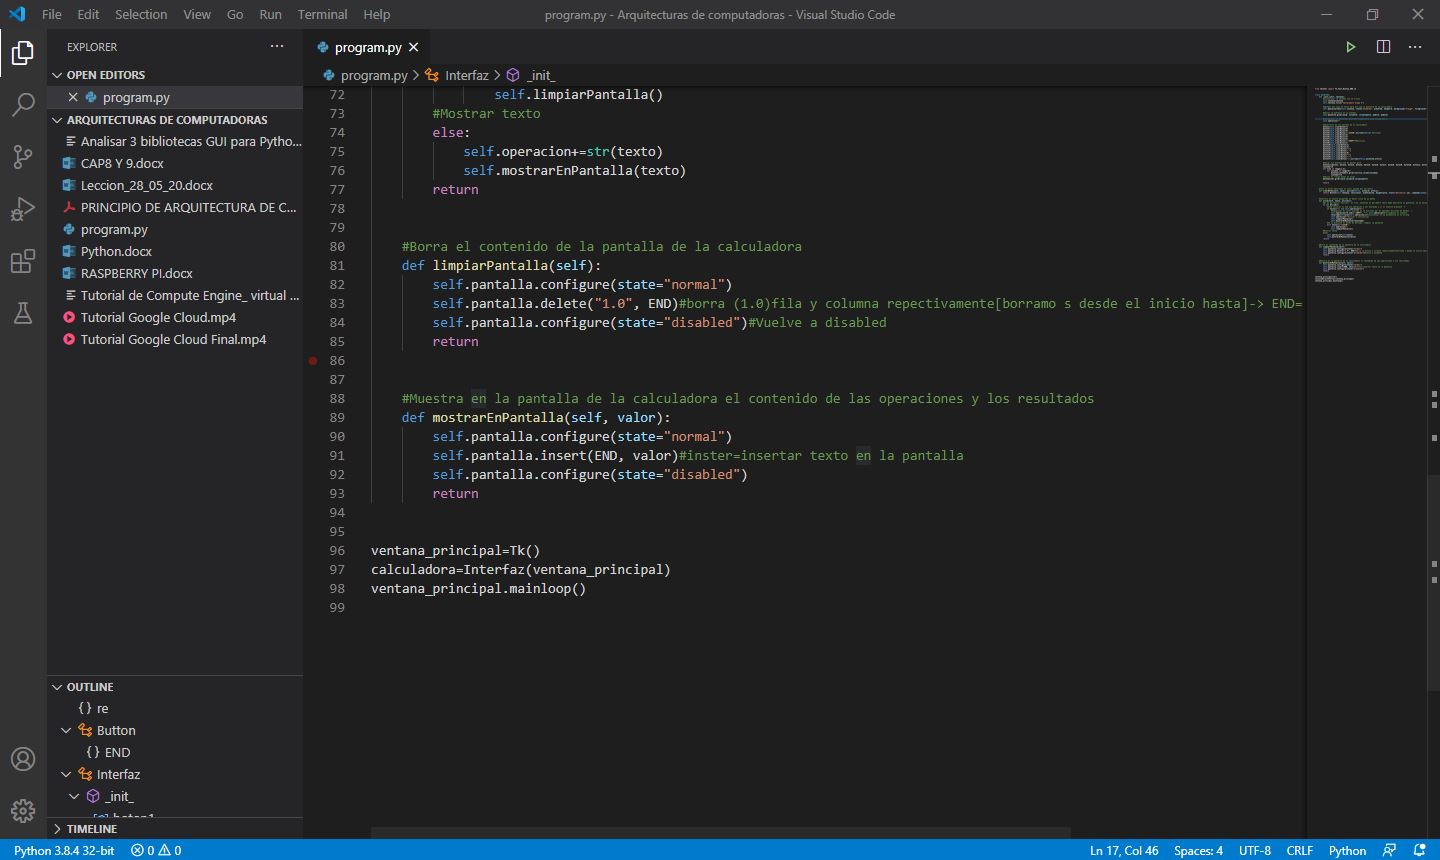 File Edit Selection View Go Run Terminal Help program.py - Arquitecturas de computadoras - Visual Studio Code
EXPLORER
OPEN EDITORS
program.py
ARQUITECTURAS DE COMPUTADORAS
Analisar 3 bibliotecas GUI para Pytho...
CAP8 Y 9.docx
Leccion_28_05_20.docx
PRINCIPIO DE ARQUITECTURA DE C...
program.py
Python.docx
RASPBERRY PI.docx
Tutorial de Compute Engine_ virtual ...
Tutorial Google Cloud.mp4
Tutorial Google Cloud Final.mp4
OUTLINE
{} re
Button
{} END
Interfaz
_init_
TIMELINE
program.py
program.py > Interfaz > _init_
72 self.limpiarPantalla()
73 #Mostrar texto
74 else:
75 self.operacion+=str(texto)
76 self.mostrarEnPantalla(texto)
77 return
78
79
80 #Borra el contenido de la pantalla de la calculadora
81 def limpiarPantalla(self):
82 self.pantalla.configure(state="normal")
83 self.pantalla.delete("1.0", END)#borra (1.0)fila y columna repectivamente[borramo s desde el inicio hasta]-> END=
84 self.pantalla.configure(state="disabled")#Vuelve a disabled
85 return
86
87
88 #Muestra en la pantalla de la calculadora el contenido de las operaciones y los resultados
89 def mostrarEnPantalla(self, valor):
90 self.pantalla.configure(state="normal")
91 self.pantalla.insert(END, valor)#inster=insertar texto en la pantalla
92 self.pantalla.configure(state="disabled")
93 return
94
95
96 ventana_principal=Tk()
97 calculadora=Interfaz(ventana_principal)
98 ventana_principal.mainloop()
99
Python 3.8.4 32-bit 0 0 Ln 17, Col 46 Spaces: 4 UTF-8 CRLF Python